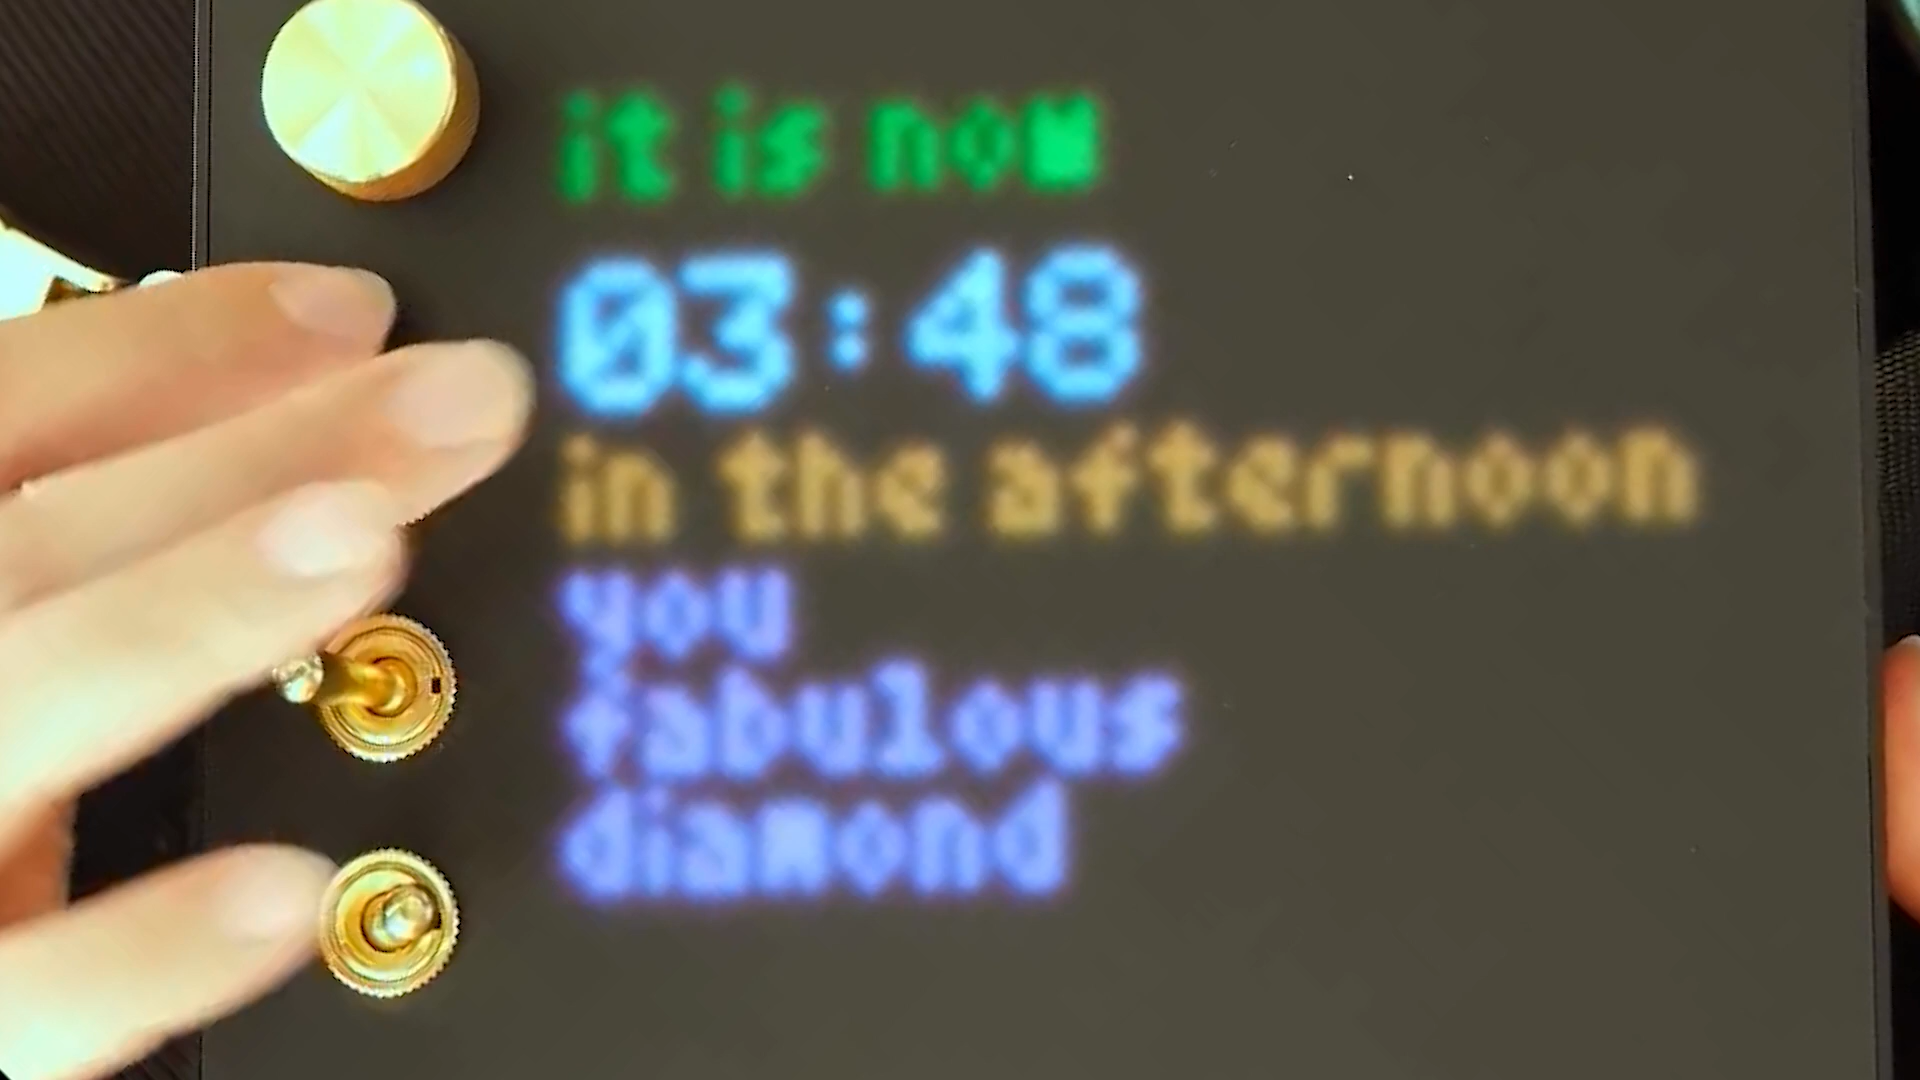 it is now
03:48
in the afternoon
you
fabulous
diamond